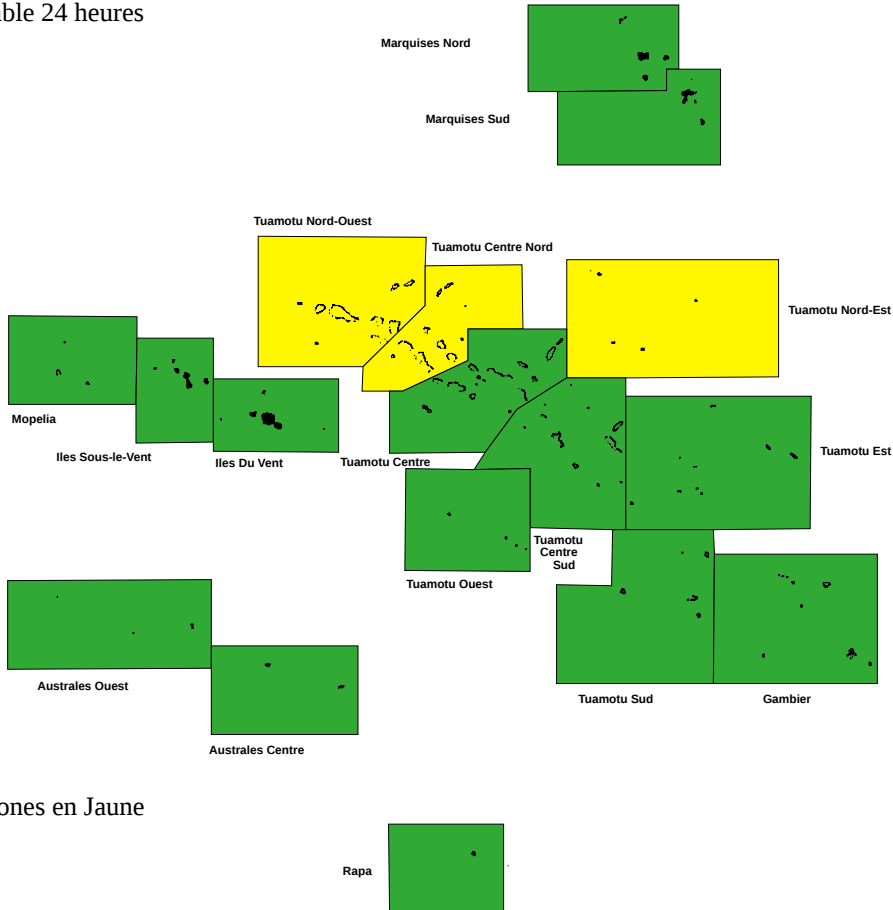 24 heures
Marquises Nord
Marquises Sud
Tuamotu Nord-Ouest
Tuamotu Centre Nord
Tuamotu Nord-Est
Mopelia
Iles Sous-le-Vent
Iles Du Vent
Tuamotu Centre
Tuamotu Est
Tuamotu
Centre
Sud
Tuamotu Ouest
Australes Ouest
Tuamotu Sud
Gambier
Australes Centre
en Jaune
Rapa